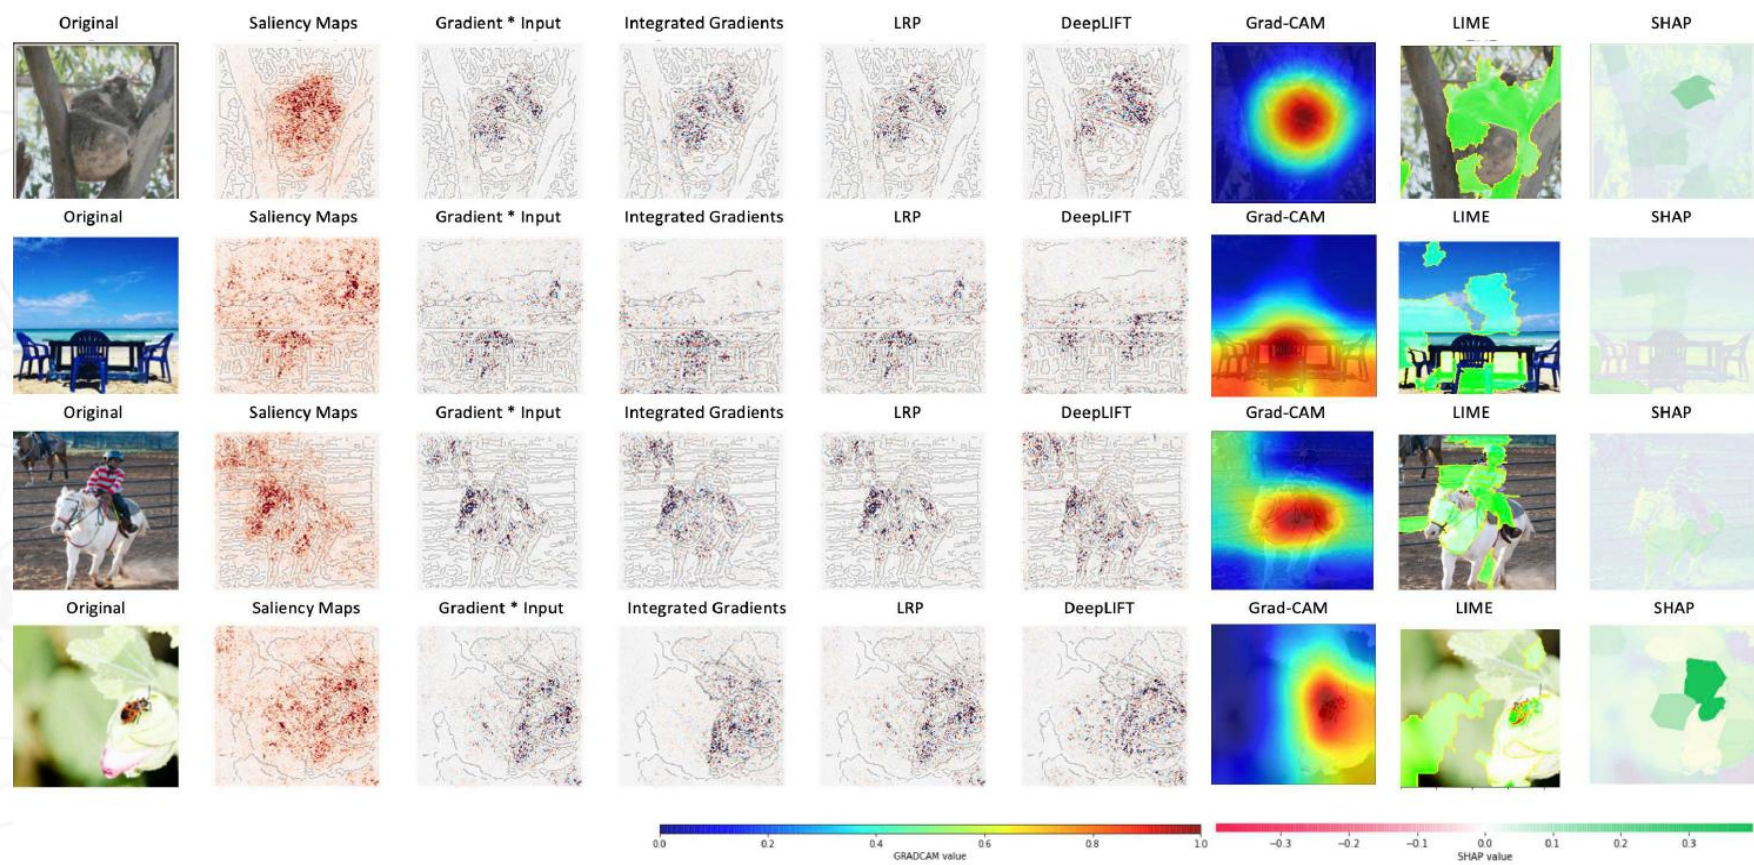 Original Saliency Maps Gradient * Input Integrated Gradients LRP DeepLIFT Grad-CAM LIME SHAP
Original Saliency Maps Gradient * Input Integrated Gradients LRP DeepLIFT Grad-CAM LIME SHAP
Original Saliency Maps Gradient * Input Integrated Gradients LRP DeepLIFT Grad-CAM LIME SHAP
Original Saliency Maps Gradient * Input Integrated Gradients LRP DeepLIFT Grad-CAM LIME SHAP
0.0 0.2 0.4 0.6 0.8 1.0 −0.3 −0.2 −0.1 0.0 0.1 0.2 0.3
GRADCAM value SHAP value